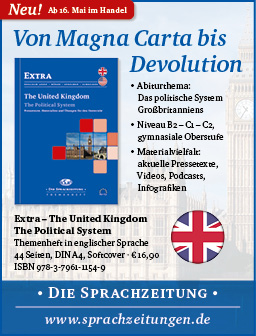 Neu! Ab 16. Mai im Handel
Von Magna Carta bis
Devolution
EXTRA
The United Kingdom
The Political System
THEMENHEFT
DIE SPRACHZEITUNG
• Abiturthema:
Das politische System
Großbritanniens
• Niveau B2 – C1 – C2,
gymnasiale Oberstufe
• Materialvielfalt:
aktuelle Pressetexte,
Videos, Podcasts,
Infografiken
Extra – The United Kingdom
The Political System
Themenheft in englischer Sprache
44 Seiten, DIN A4, Softcover · € 16,90
ISBN 978-3-7961-1154-9
• DIE SPRACHZEITUNG •
www.sprachzeitungen.de